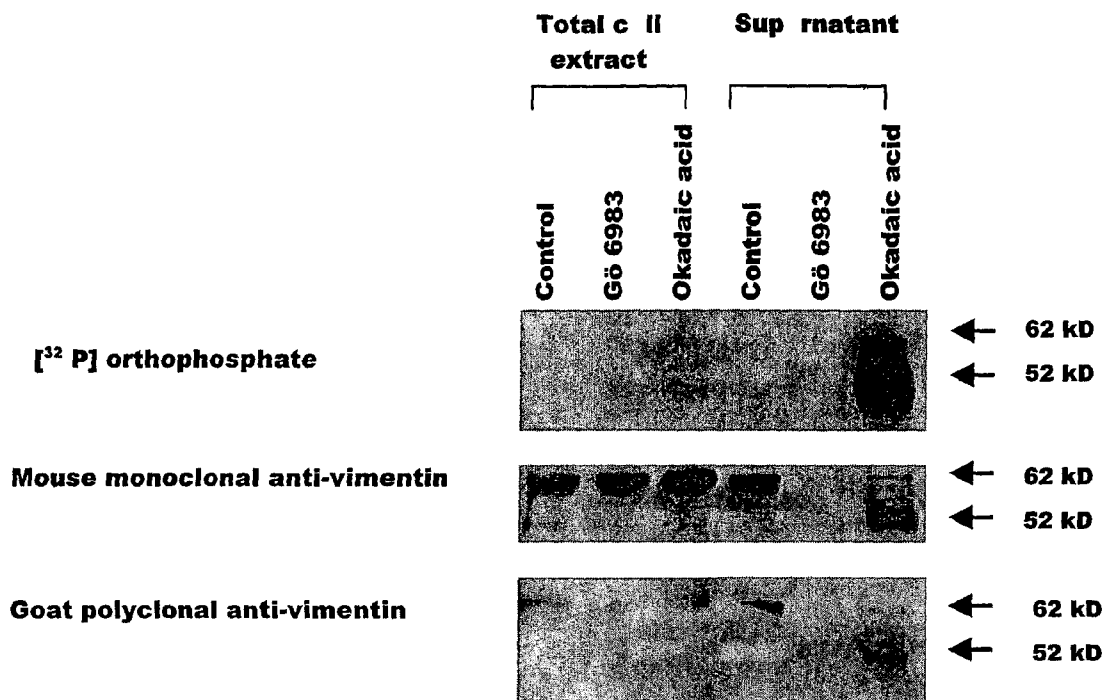 Total c ll Sup rnatant
extract
Control
Gö 6983
Okadaic acid
Control
Gö 6983
Okadaic acid
[³² P] orthophosphate
62 kD
52 kD
Mouse monoclonal anti-vimentin
62 kD
52 kD
Goat polyclonal anti-vimentin
62 kD
52 kD